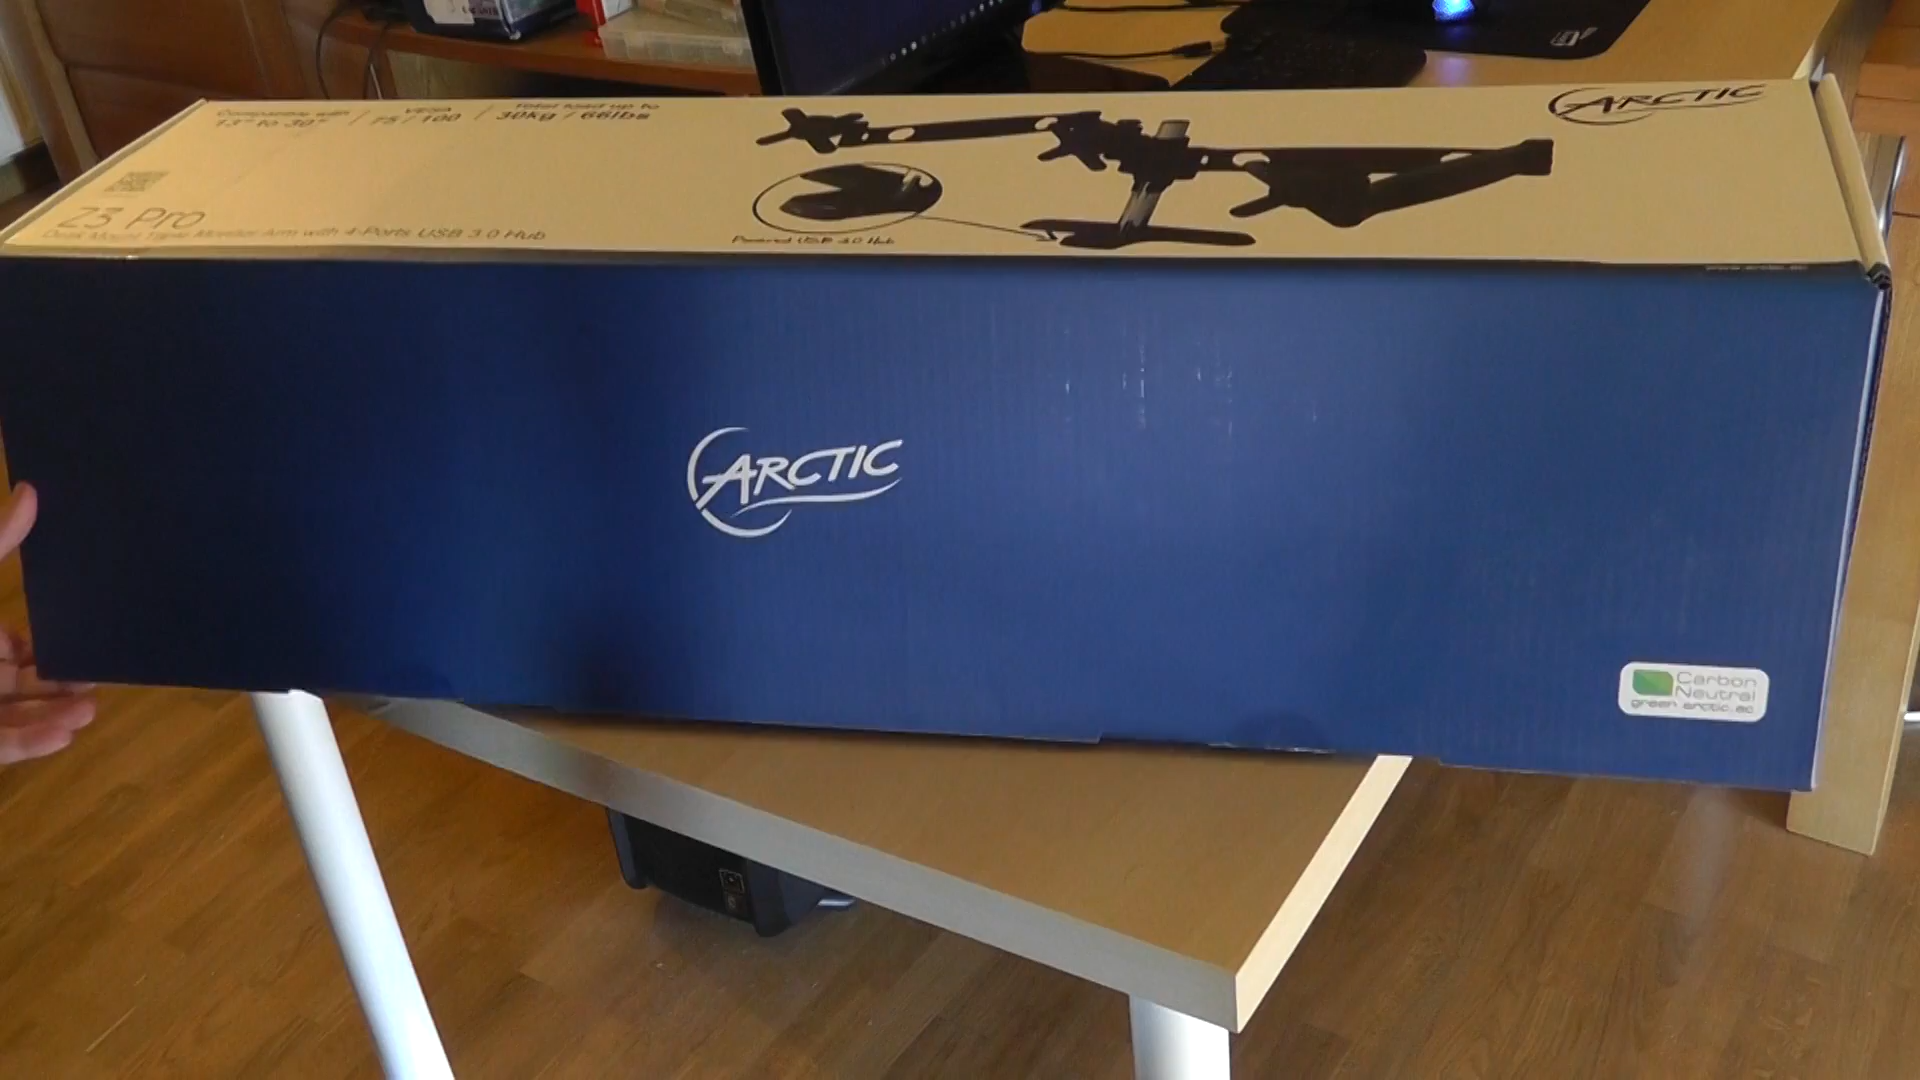 Compatible with
13" to 30"
VESA
75 / 100
Total load up to
30kg / 66lbs
ARCTIC
Z3 Pro
Desk Mount Triple Monitor Arm with 4-Ports USB 3.0 Hub
Powered USB 3.0 Hub
ARCTIC
Carbon
Neutral
green.arctic.ac